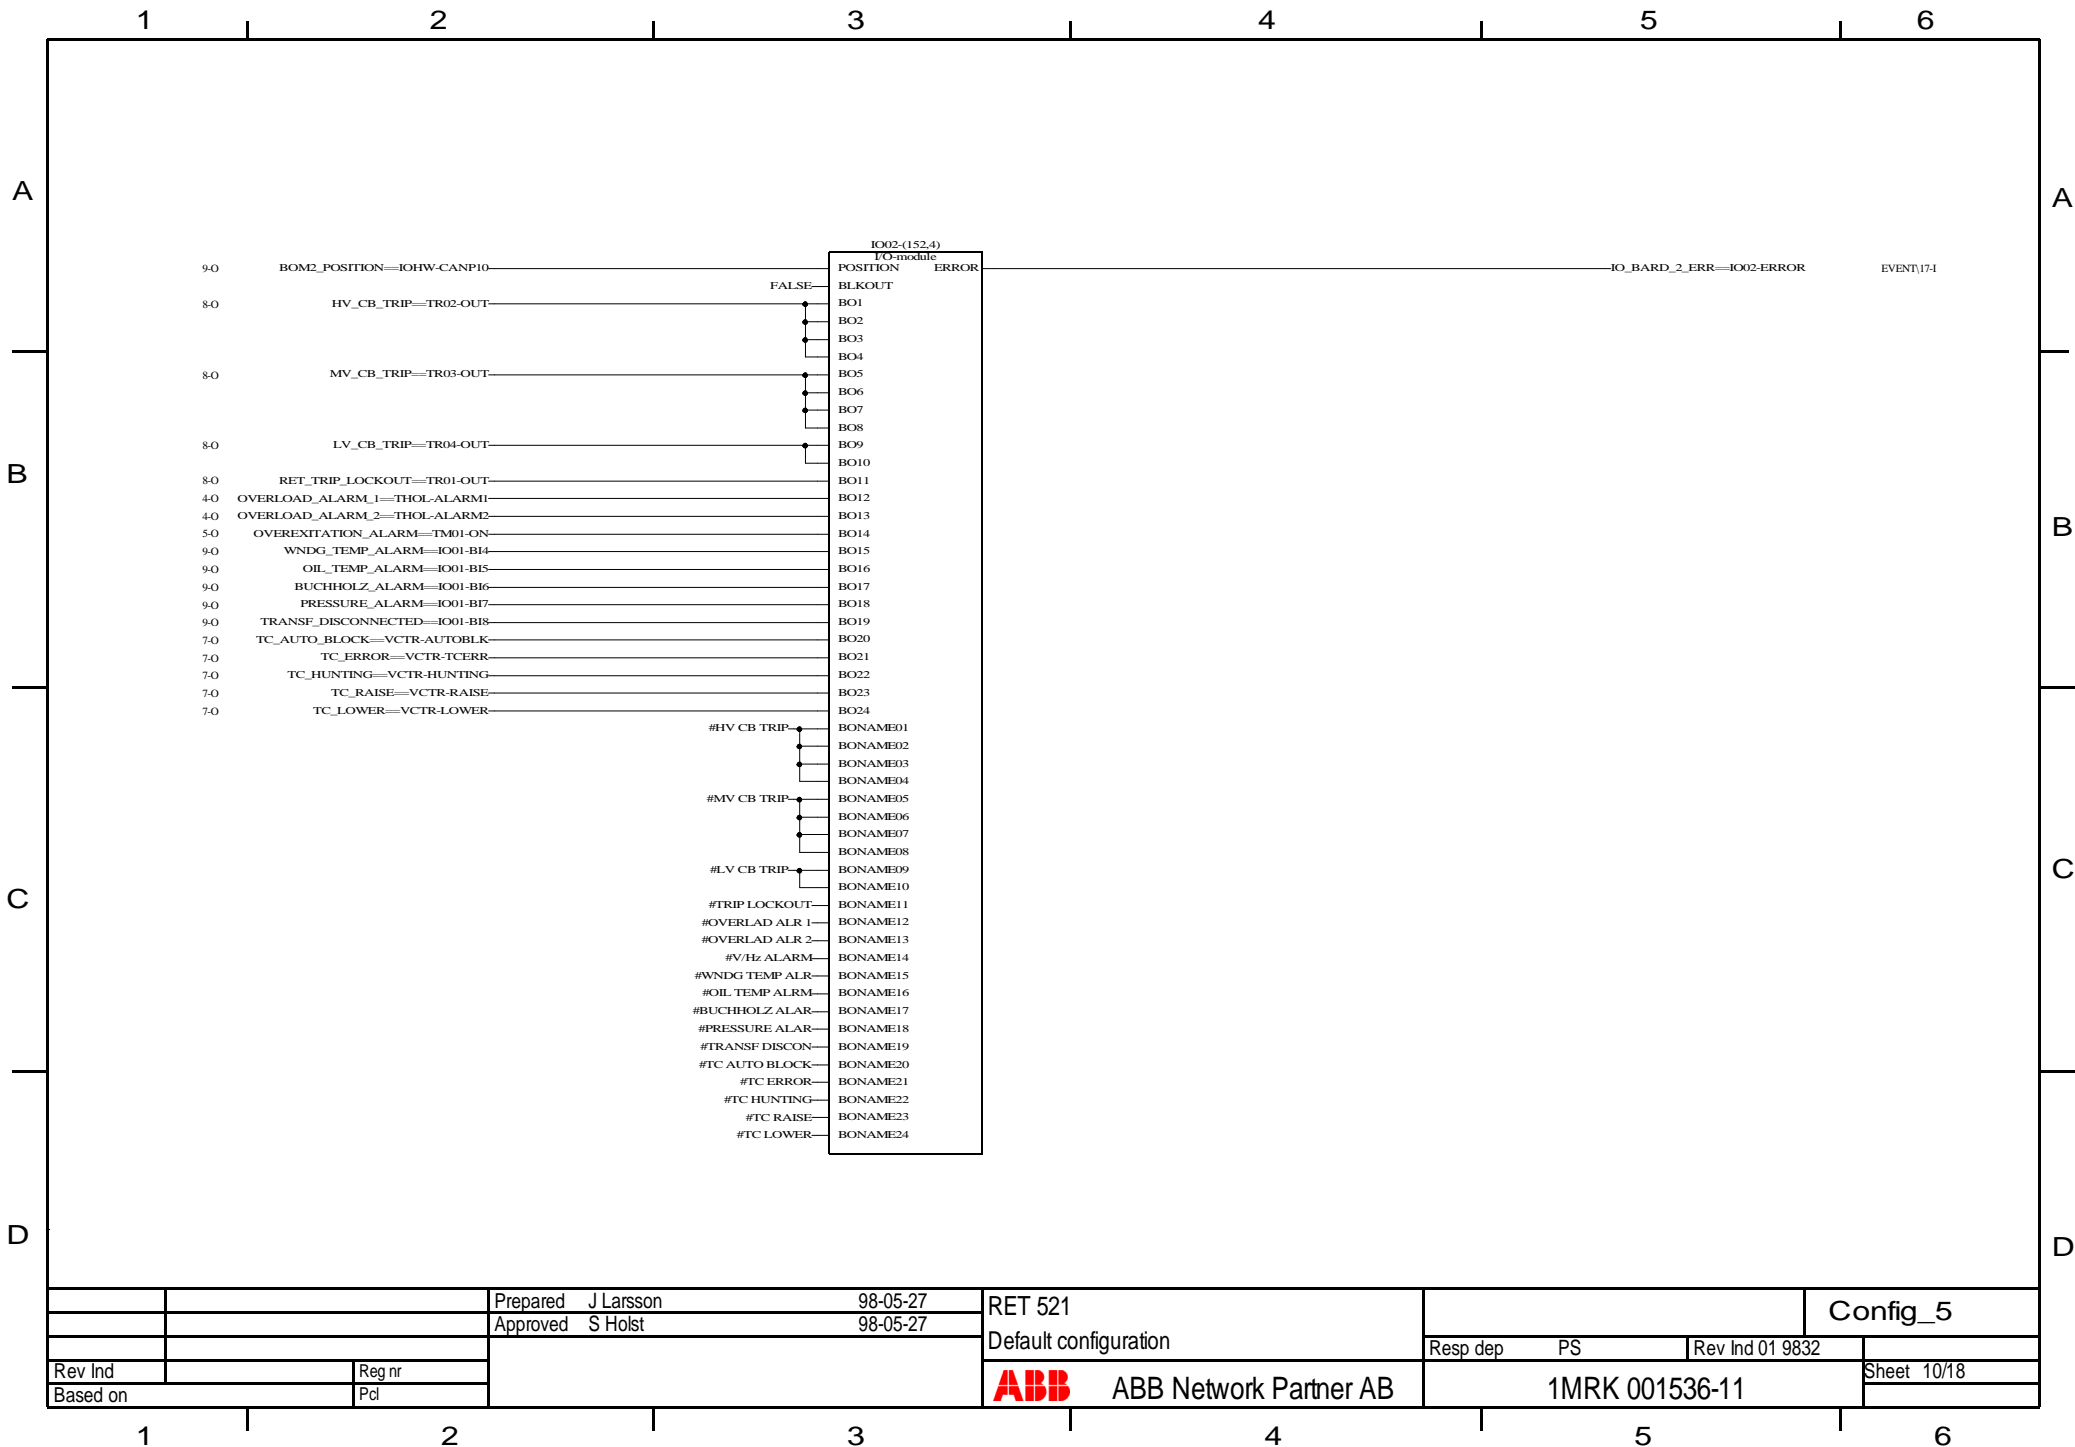 1 2 3 4 5 6
A A
IO02-(152,4)
I/O-module
9-O BOM2_POSITION==IOHW-CANP10 POSITION ERROR IO_BARD_2_ERR==IO02-ERROR EVENT\17-I
FALSE BLKOUT
8-O HV_CB_TRIP==TR02-OUT BO1
BO2
BO3
BO4
8-O MV_CB_TRIP==TR03-OUT BO5
BO6
BO7
BO8
8-O LV_CB_TRIP==TR04-OUT BO9
BO10
B B
8-O RET_TRIP_LOCKOUT==TR01-OUT BO11
4-O OVERLOAD_ALARM_1==THOL-ALARM1 BO12
4-O OVERLOAD_ALARM_2==THOL-ALARM2 BO13
5-O OVEREXITATION_ALARM==TM01-ON BO14
9-O WNDG_TEMP_ALARM==IO01-BI4 BO15
9-O OIL_TEMP_ALARM==IO01-BI5 BO16
9-O BUCHHOLZ_ALARM==IO01-BI6 BO17
9-O PRESSURE_ALARM==IO01-BI7 BO18
9-O TRANSF_DISCONNECTED==IO01-BI8 BO19
7-O TC_AUTO_BLOCK==VCTR-AUTOBLK BO20
7-O TC_ERROR==VCTR-TCERR BO21
7-O TC_HUNTING==VCTR-HUNTING BO22
7-O TC_RAISE==VCTR-RAISE BO23
7-O TC_LOWER==VCTR-LOWER BO24
#HV CB TRIP BONAME01
BONAME02
BONAME03
BONAME04
#MV CB TRIP BONAME05
BONAME06
BONAME07
BONAME08
#LV CB TRIP BONAME09
BONAME10
C C
#TRIP LOCKOUT BONAME11
#OVERLAD ALR 1 BONAME12
#OVERLAD ALR 2 BONAME13
#V/Hz ALARM BONAME14
#WNDG TEMP ALR BONAME15
#OIL TEMP ALRM BONAME16
#BUCHHOLZ ALAR BONAME17
#PRESSURE ALAR BONAME18
#TRANSF DISCON BONAME19
#TC AUTO BLOCK BONAME20
#TC ERROR BONAME21
#TC HUNTING BONAME22
#TC RAISE BONAME23
#TC LOWER BONAME24
D D
Prepared J Larsson 98-05-27 RET 521 Config_5
Approved S Holst 98-05-27
Default configuration Resp dep PS Rev Ind 01 9832
Rev Ind Reg nr ABB ABB Network Partner AB 1MRK 001536-11 Sheet 10/18
Based on Pcl
1 2 3 4 5 6